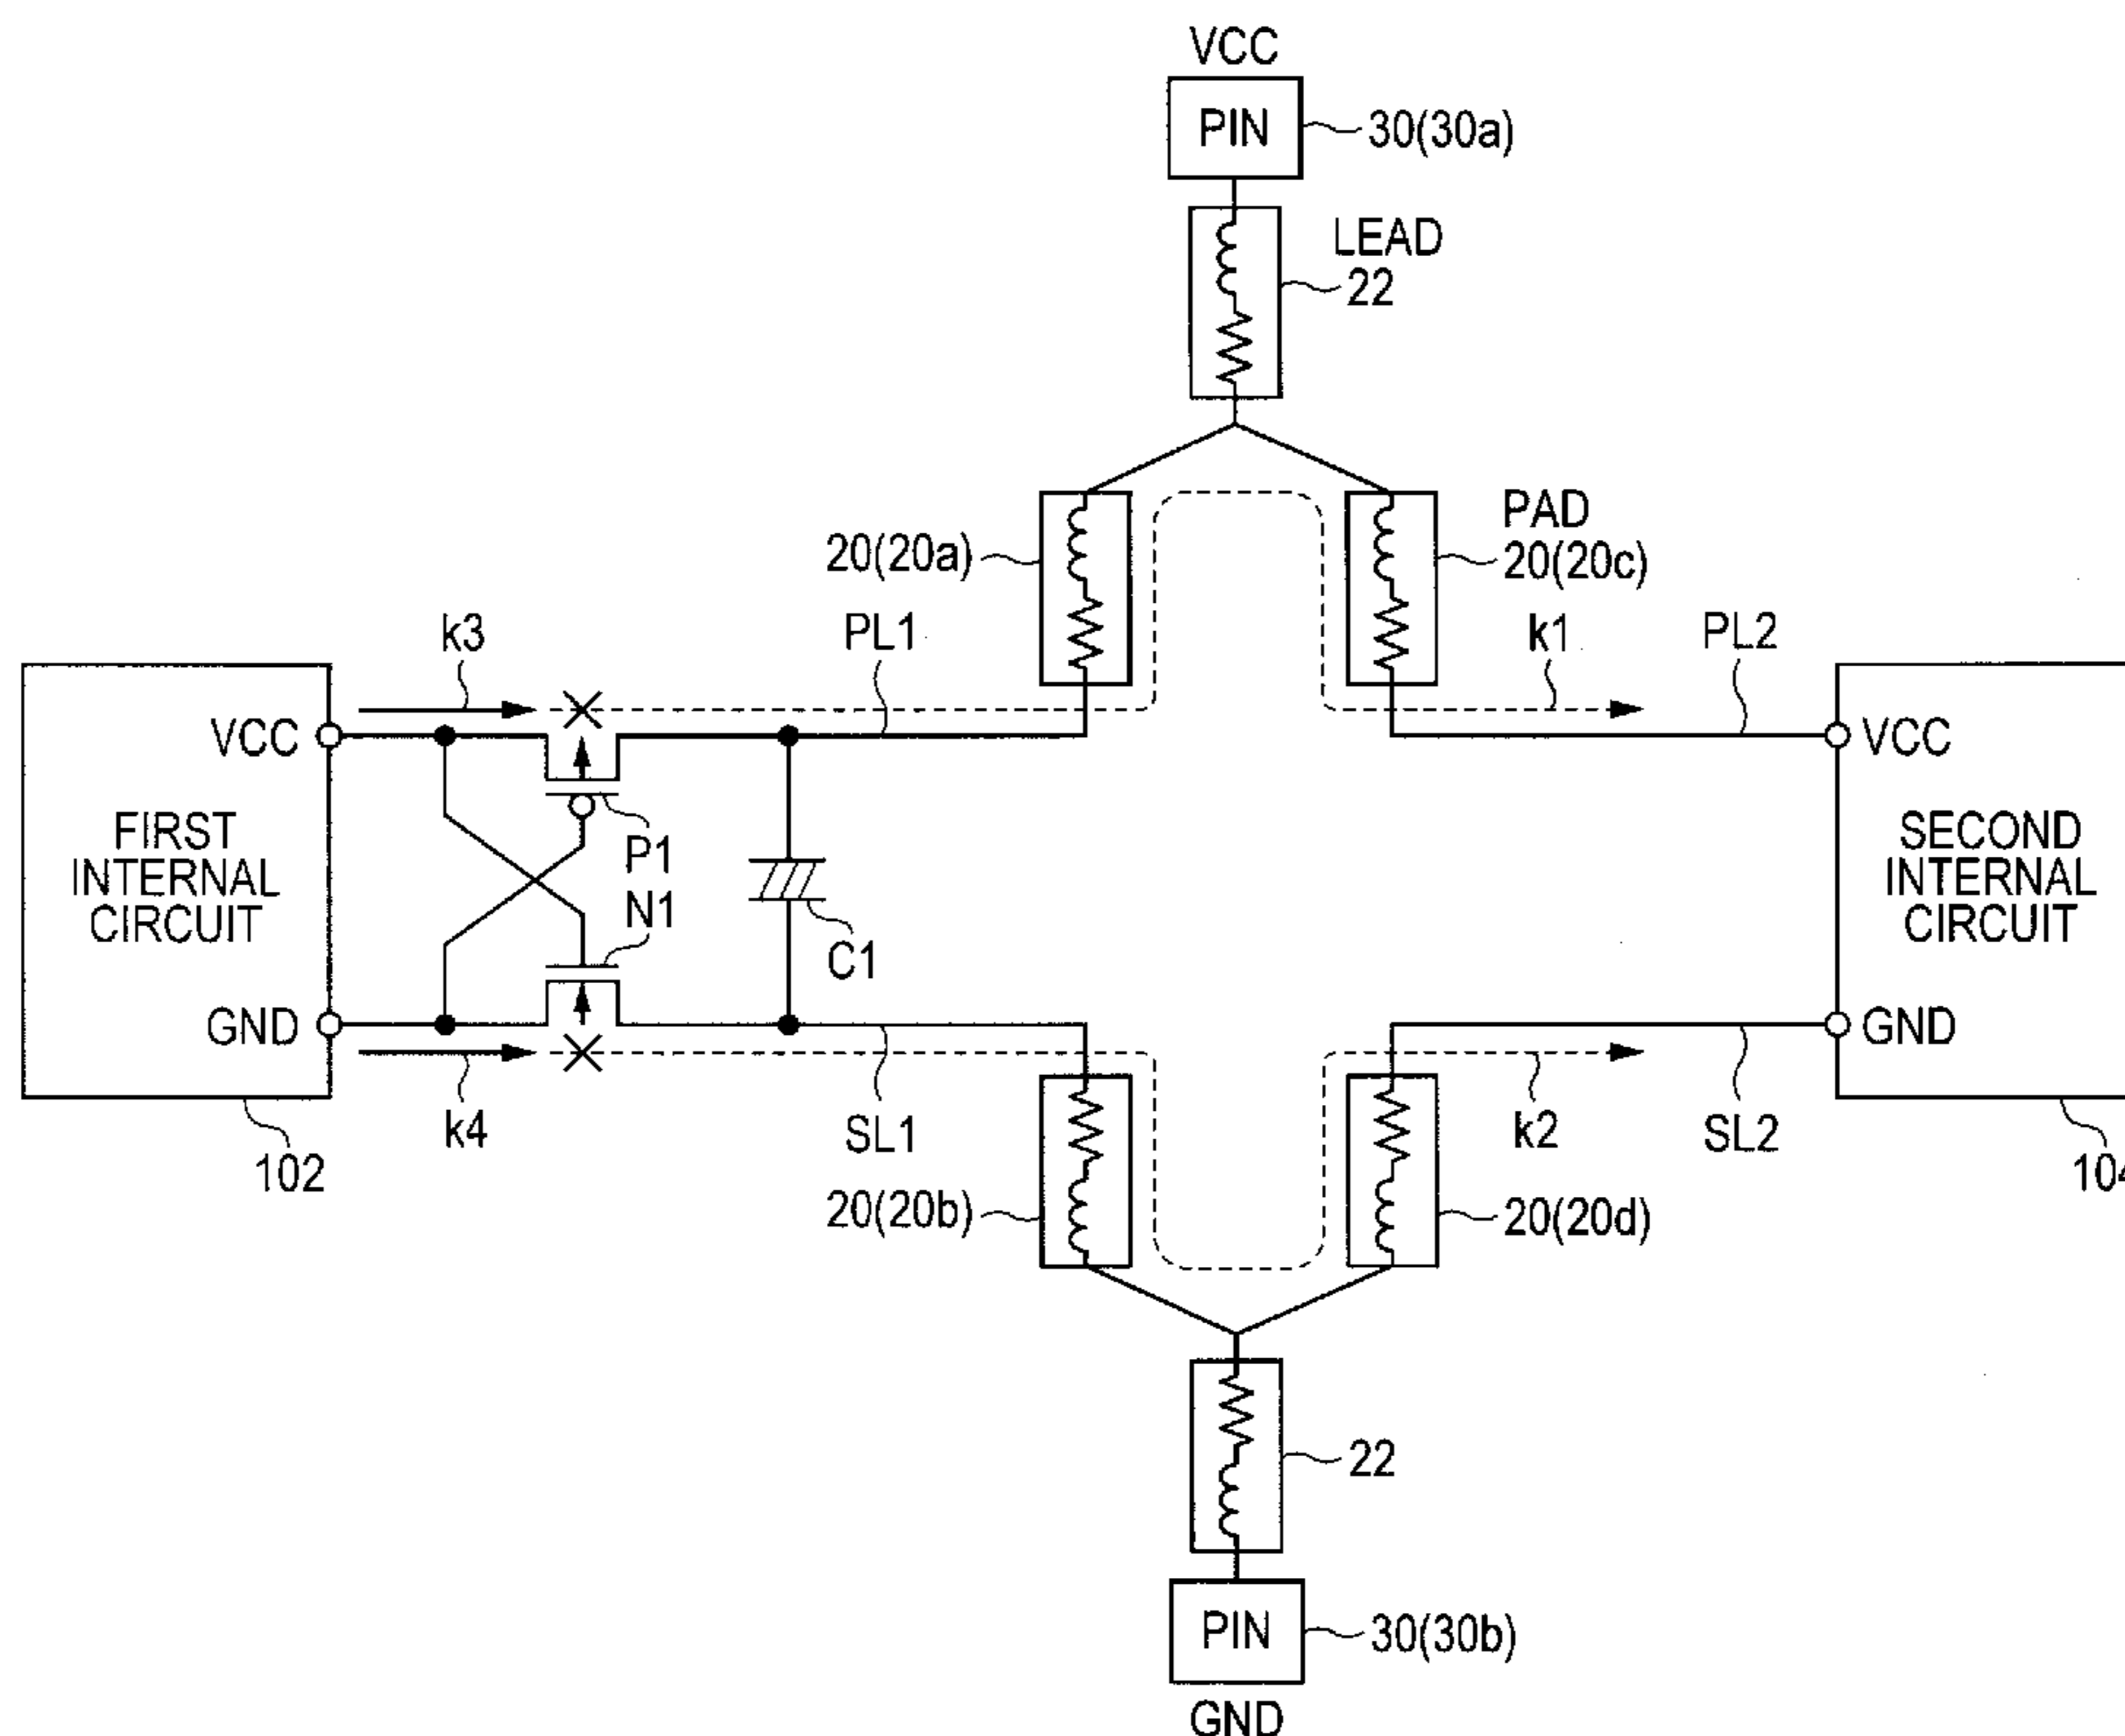 VCC
PIN
30(30a)
LEAD
22
20(20a)
PAD
20(20c)
k3
PL1
k1
PL2
VCC
VCC
FIRST
INTERNAL
CIRCUIT
P1
N1
C1
SECOND
INTERNAL
CIRCUIT
GND
GND
k4
SL1
k2
SL2
102
104
20(20b)
20(20d)
22
PIN
30(30b)
GND